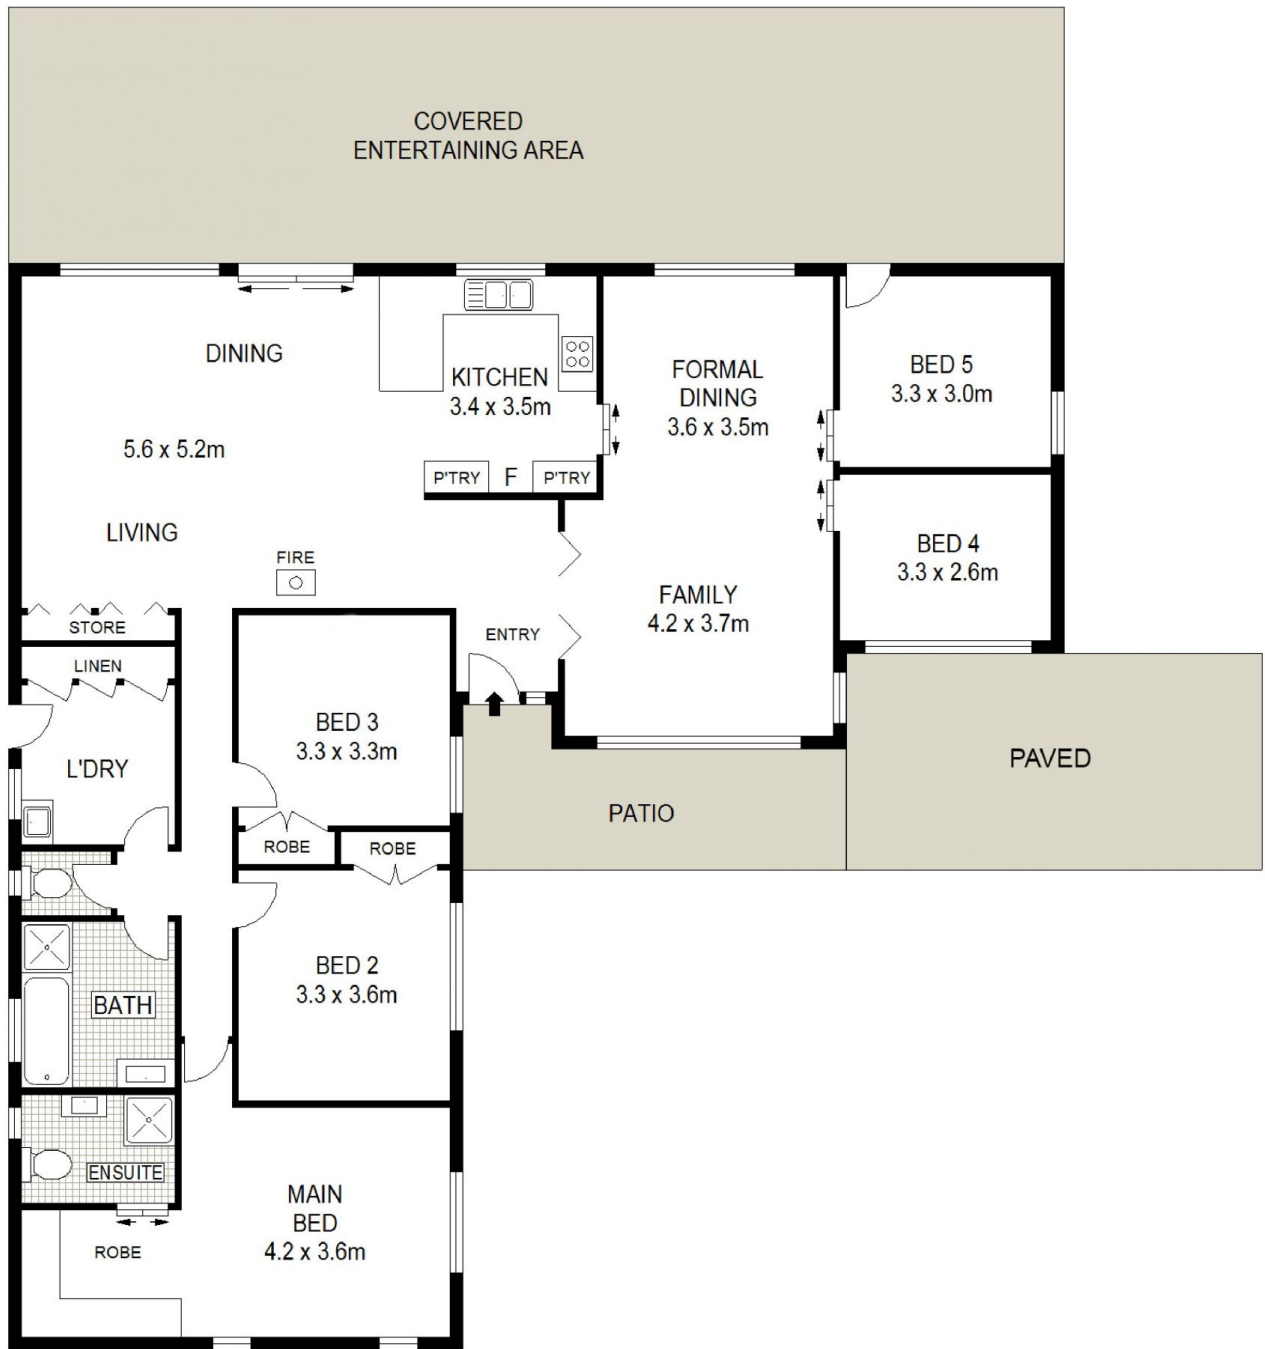 COVERED
ENTERTAINING AREA
DINING
5.6 x 5.2m
LIVING
KITCHEN
3.4 x 3.5m
P'TRY
F
P'TRY
FORMAL
DINING
3.6 x 3.5m
BED 5
3.3 x 3.0m
BED 4
3.3 x 2.6m
FAMILY
4.2 x 3.7m
FIRE
STORE
LINEN
ENTRY
L'DRY
BED 3
3.3 x 3.3m
ROBE
ROBE
PATIO
PAVED
BED 2
3.3 x 3.6m
BATH
ENSUITE
ROBE
MAIN
BED
4.2 x 3.6m